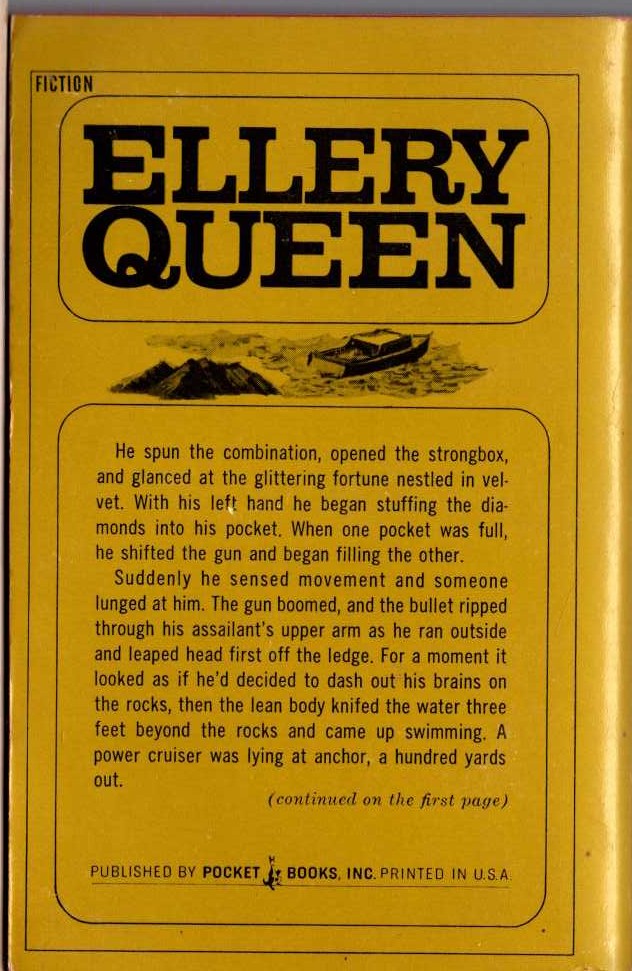 FICTION
ELLERY
QUEEN
He spun the combination, opened the strongbox,
and glanced at the glittering fortune nestled in vel-
vet. With his left hand he began stuffing the dia-
monds into his pocket. When one pocket was full,
he shifted the gun and began filling the other.
Suddenly he sensed movement and someone
lunged at him. The gun boomed, and the bullet ripped
through his assailant's upper arm as he ran outside
and leaped head first off the ledge. For a moment it
looked as if he'd decided to dash out his brains on
the rocks, then the lean body knifed the water three
feet beyond the rocks and came up swimming. A
power cruiser was lying at anchor, a hundred yards
out.
(continued on the first page)
PUBLISHED BY POCKET BOOKS, INC. PRINTED IN U.S.A.